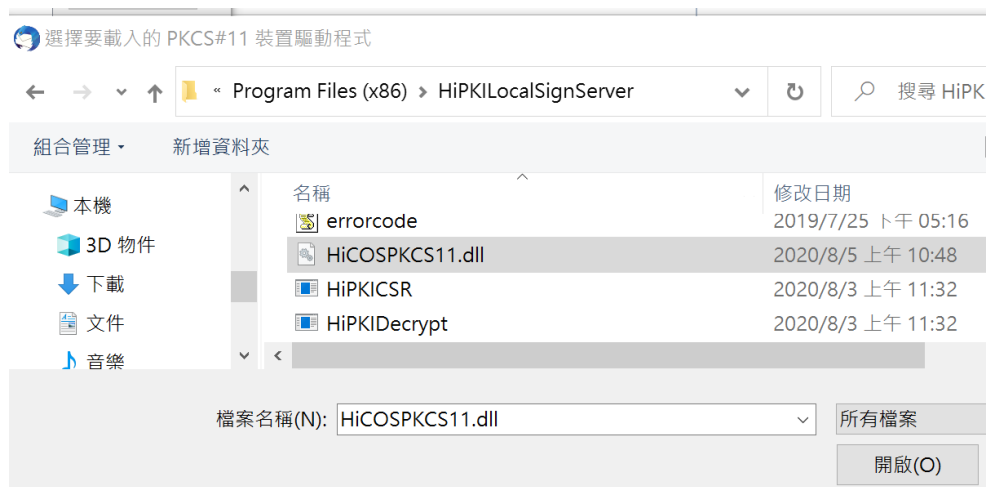 選擇要載入的 PKCS#11 裝置驅動程式
« Program Files (x86) › HiPKILocalSignServer
搜尋 HiPK
組合管理
新增資料夾
本機
3D 物件
下載
文件
音樂
名稱 修改日期
errorcode 2019/7/25 下午 05:16
HiCOSPKCS11.dll 2020/8/5 上午 10:48
HiPKICSR 2020/8/3 上午 11:32
HiPKIDecrypt 2020/8/3 上午 11:32
檔案名稱(N): HiCOSPKCS11.dll
所有檔案
開啟(O)